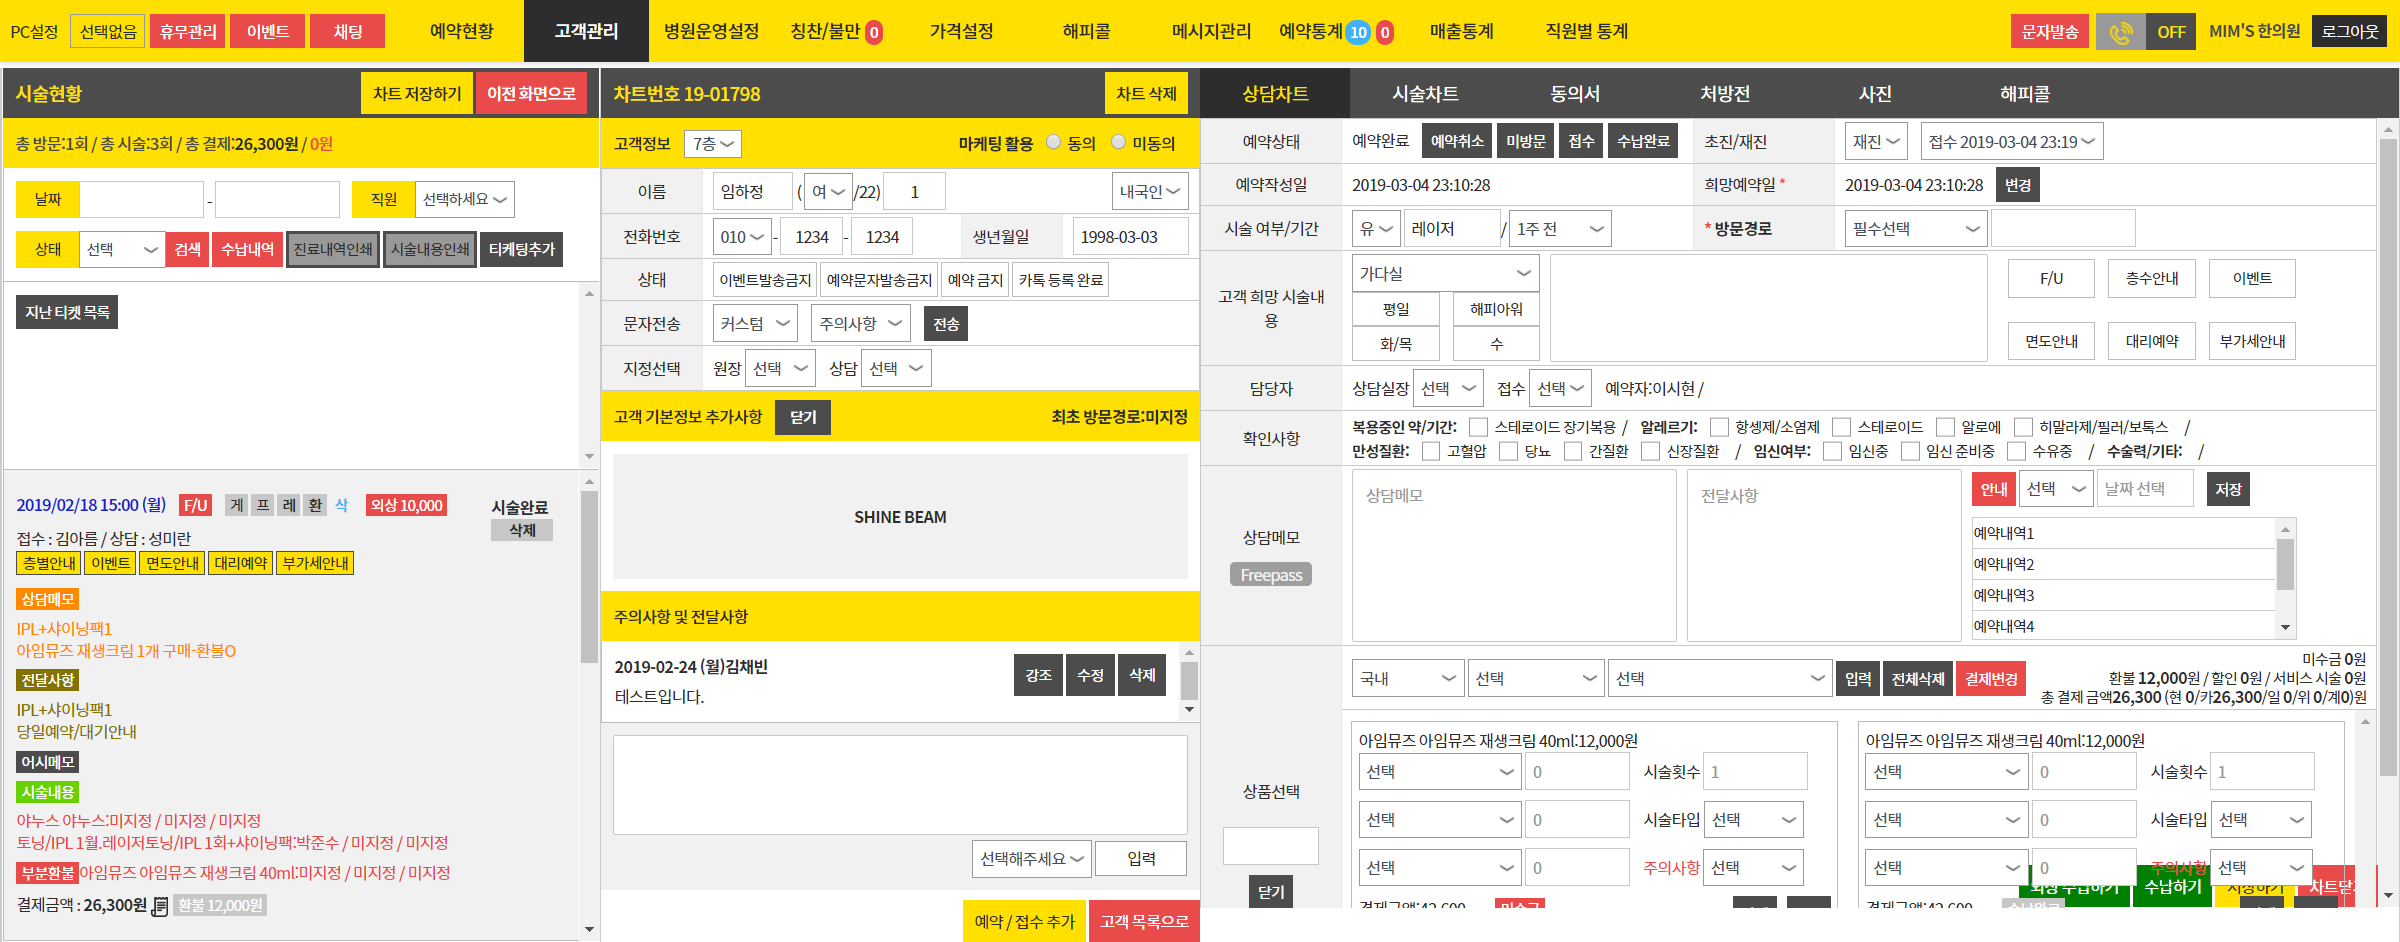 PC설정 선택없음 휴무관리 이벤트 채팅 예약현황 고객관리 병원운영설정 칭찬/불만 0 가격설정 해피콜 메시지관리 예약통계 10 0 매출통계 직원별 통계 문자발송 OFF MIM'S 한의원 로그아웃
시술현황 차트 저장하기 이전 화면으로
총 방문:1회 / 총 시술:3회 / 총 결제:26,300원 / 0원
날짜 - 직원 선택하세요
상태 선택 검색 수납내역 진료내역인쇄 시술내용인쇄 티케팅추가
지난 티켓 목록
2019/02/18 15:00 (월) F/U 게 프 레 환 삭 외상 10,000 시술완료
삭제
접수 : 김아름 / 상담 : 성미란
층별안내 이벤트 면도안내 대리예약 부가세안내
상담메모
IPL+샤이닝팩1
아임뮤즈 재생크림 1개 구매-환불O
전달사항
IPL+샤이닝팩1
당일예약/대기안내
어시메모
시술내용
야누스 야누스:미지정 / 미지정 / 미지정
토닝/IPL 1월.레이저토닝/IPL 1회+샤이닝팩:박준수 / 미지정 / 미지정
부분환불 아임뮤즈 아임뮤즈 재생크림 40ml:미지정 / 미지정 / 미지정
결제금액 : 26,300원 환불 12,000원
차트번호 19-01798 차트 삭제
고객정보 7층 마케팅 활용 동의 미동의
이름 임하정 ( 여 /22) 1 내국인
전화번호 010 - 1234 - 1234 생년월일 1998-03-03
상태 이벤트발송금지 예약문자발송금지 예약 금지 카톡 등록 완료
문자전송 커스텀 주의사항 전송
지정선택 원장 선택 상담 선택
고객 기본정보 추가사항 닫기 최초 방문경로:미지정
SHINE BEAM
주의사항 및 전달사항
2019-02-24 (월)김채빈 강조 수정 삭제
테스트입니다.
선택해주세요 입력
예약 / 접수 추가 고객 목록으로
상담차트 시술차트 동의서 처방전 사진 해피콜
예약상태 예약완료 예약취소 미방문 접수 수납완료 초진/재진 재진 접수 2019-03-04 23:19
예약작성일 2019-03-04 23:10:28 희망예약일 * 2019-03-04 23:10:28 변경
시술 여부/기간 유 레이저 / 1주 전 * 방문경로 필수선택
고객 희망 시술내용 가다실
평일 해피아워
화/목 수
F/U 층수안내 이벤트
면도안내 대리예약 부가세안내
담당자 상담실장 선택 접수 선택 예약자:이시현 /
확인사항 복용중인 약/기간: 스테로이드 장기복용 / 알레르기: 항생제/소염제 스테로이드 알로에 히말라제/필러/보톡스 /
만성질환: 고혈압 당뇨 간질환 신장질환 / 임신여부: 임신중 임신 준비중 수유중 / 수술력/기타: /
상담메모 Freepass
상담메모 전달사항 안내 선택 날짜 선택 저장
예약내역1
예약내역2
예약내역3
예약내역4
상품선택 닫기
국내 선택 선택 입력 전체삭제 결제변경
미수금 0원
환불 12,000원 / 할인 0원 / 서비스 시술 0원
총 결제 금액26,300 (현 0/카26,300/일 0/위 0/계0)원
아임뮤즈 아임뮤즈 재생크림 40ml:12,000원
선택 0 시술횟수 1
선택 0 시술타입 선택
선택 0 주의사항 선택
결제금액:42,600 미수금
아임뮤즈 아임뮤즈 재생크림 40ml:12,000원
선택 0 시술횟수 1
선택 0 시술타입 선택
선택 0 주의사항 선택
결제금액:42,600 수납완료
수납하기 저장하기